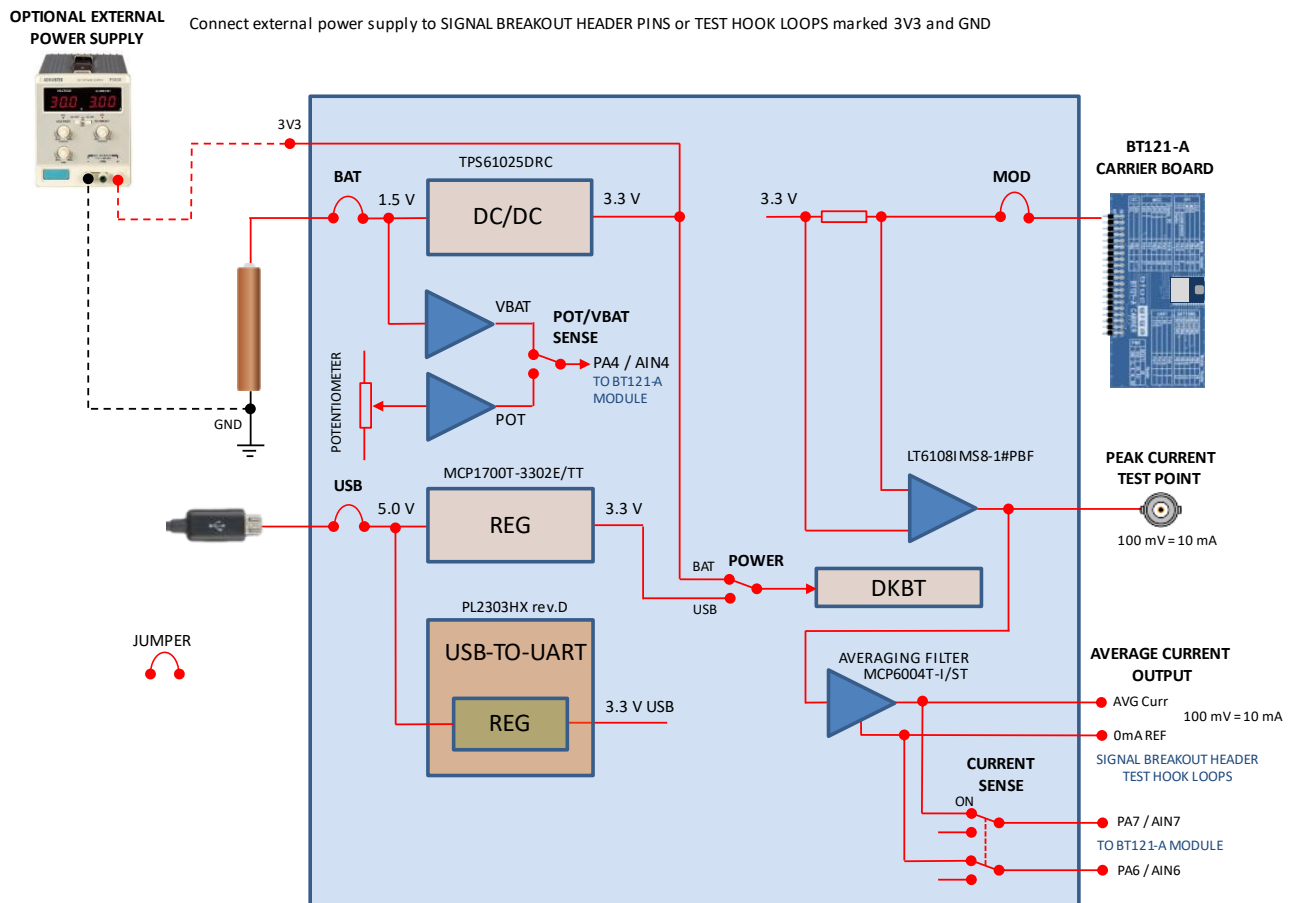 OPTIONAL EXTERNAL
POWER SUPPLY
Connect external power supply to SIGNAL BREAKOUT HEADER PINS or TEST HOOK LOOPS marked 3V3 and GND
30.0 3.00
3V3
TPS61025DRC
BAT
1.5 V
DC/DC
3.3 V
3.3 V
MOD
BT121-A
CARRIER BOARD
VBAT
POT/VBAT
SENSE
PA4 / AIN4
TO BT121-A
MODULE
POTENTIOMETER
POT
GND
MCP1700T-3302E/TT
USB
5.0 V
REG
3.3 V
LT6108IMS8-1#PBF
PEAK CURRENT
TEST POINT
100 mV = 10 mA
BAT
POWER
USB
DKBT
PL2303HX rev.D
USB-TO-UART
REG
3.3 V USB
JUMPER
AVERAGING FILTER
MCP6004T-I/ST
AVERAGE CURRENT
OUTPUT
AVG Curr
100 mV = 10 mA
0mA REF
SIGNAL BREAKOUT HEADER
TEST HOOK LOOPS
CURRENT
SENSE
ON
PA7 / AIN7
TO BT121-A MODULE
PA6 / AIN6